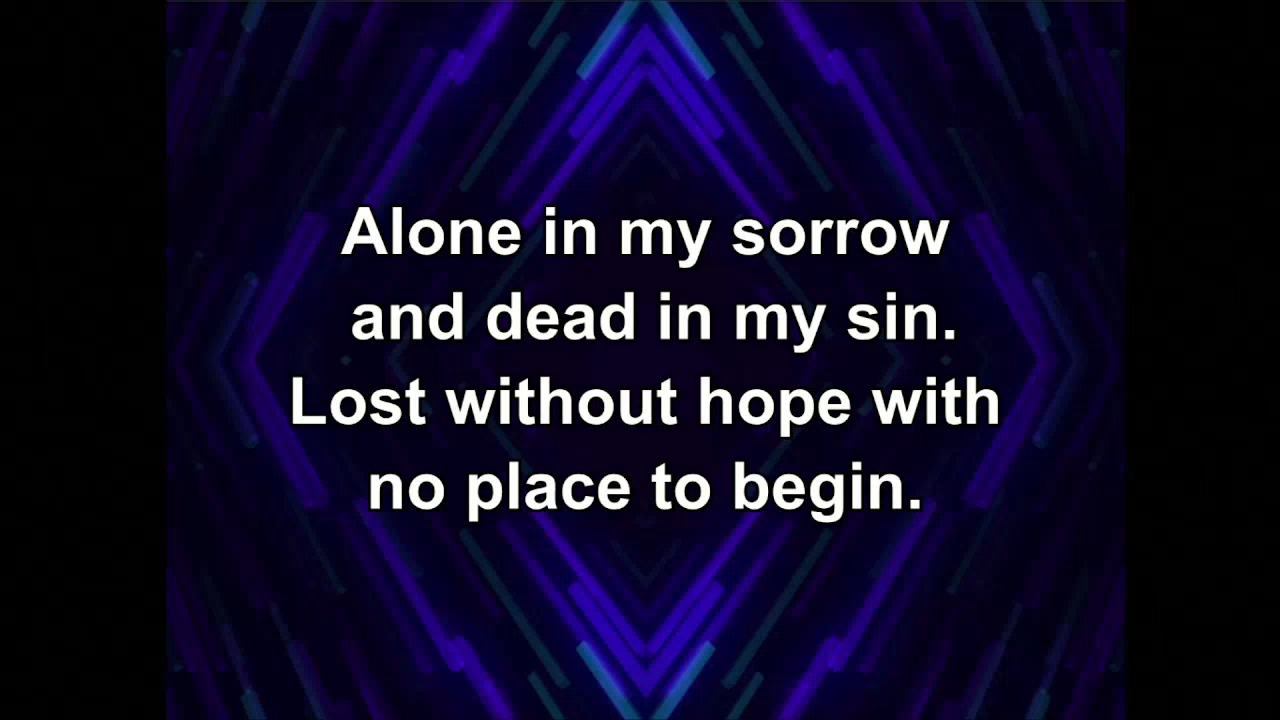 Alone in my sorrow
and dead in my sin.
Lost without hope with
no place to begin.